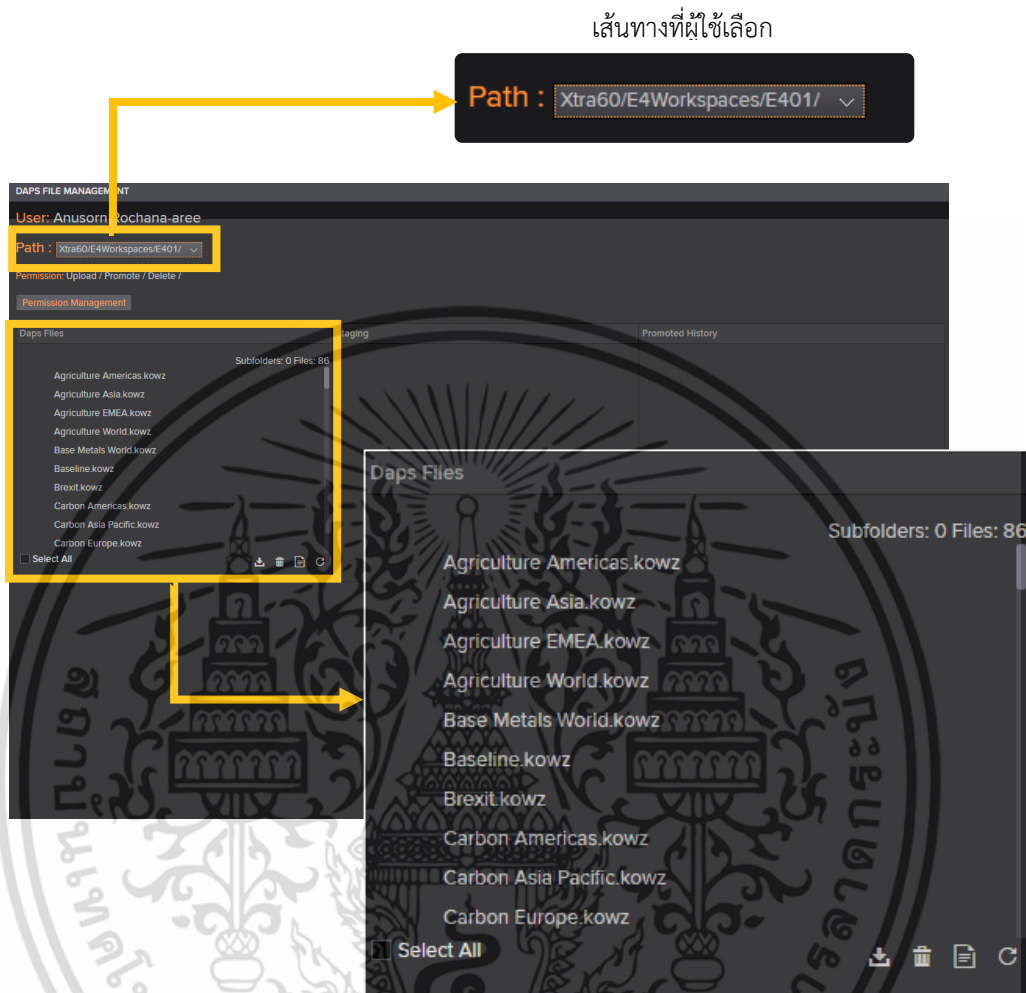 เส้นทางที่ผู้ใช้เลือก
Path : Xtra60/E4Workspaces/E401/
DAPS FILE MANAGEMENT
User: Anusorn Rochana-aree
Path : Xtra60/E4Workspaces/E401/
Permission: Upload / Promote / Delete /
Permission Management
Daps Files
Staging
Promoted History
Subfolders: 0 Files: 86
Agriculture Americas.kowz
Agriculture Asia.kowz
Agriculture EMEA.kowz
Agriculture World.kowz
Base Metals World.kowz
Baseline.kowz
Brexit.kowz
Carbon Americas.kowz
Carbon Asia Pacific.kowz
Carbon Europe.kowz
Select All
Daps Files
Subfolders: 0 Files: 86
Agriculture Americas.kowz
Agriculture Asia.kowz
Agriculture EMEA.kowz
Agriculture World.kowz
Base Metals World.kowz
Baseline.kowz
Brexit.kowz
Carbon Americas.kowz
Carbon Asia Pacific.kowz
Carbon Europe.kowz
Select All